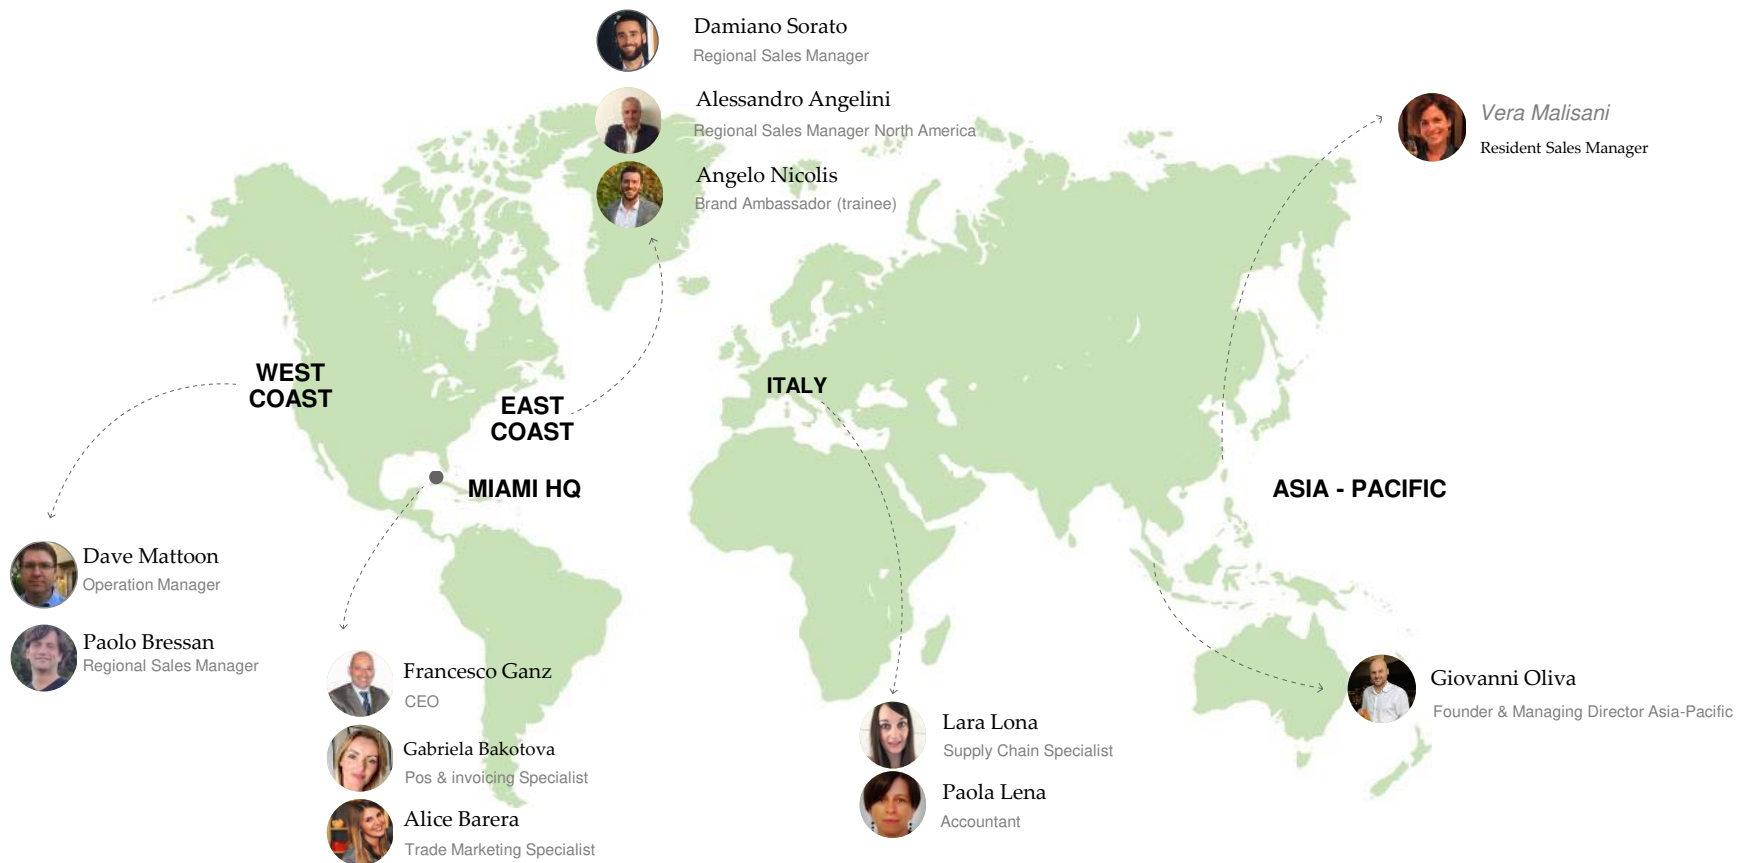 Damiano Sorato
Regional Sales Manager
Alessandro Angelini
Regional Sales Manager North America
Angelo Nicolis
Brand Ambassador (trainee)
Vera Malisani
Resident Sales Manager
WEST
COAST
EAST
COAST
ITALY
MIAMI HQ
ASIA - PACIFIC
Dave Mattoon
Operation Manager
Paolo Bressan
Regional Sales Manager
Francesco Ganz
CEO
Gabriela Bakotova
Pos & invoicing Specialist
Alice Barera
Trade Marketing Specialist
Lara Lona
Supply Chain Specialist
Paola Lena
Accountant
Giovanni Oliva
Founder & Managing Director Asia-Pacific